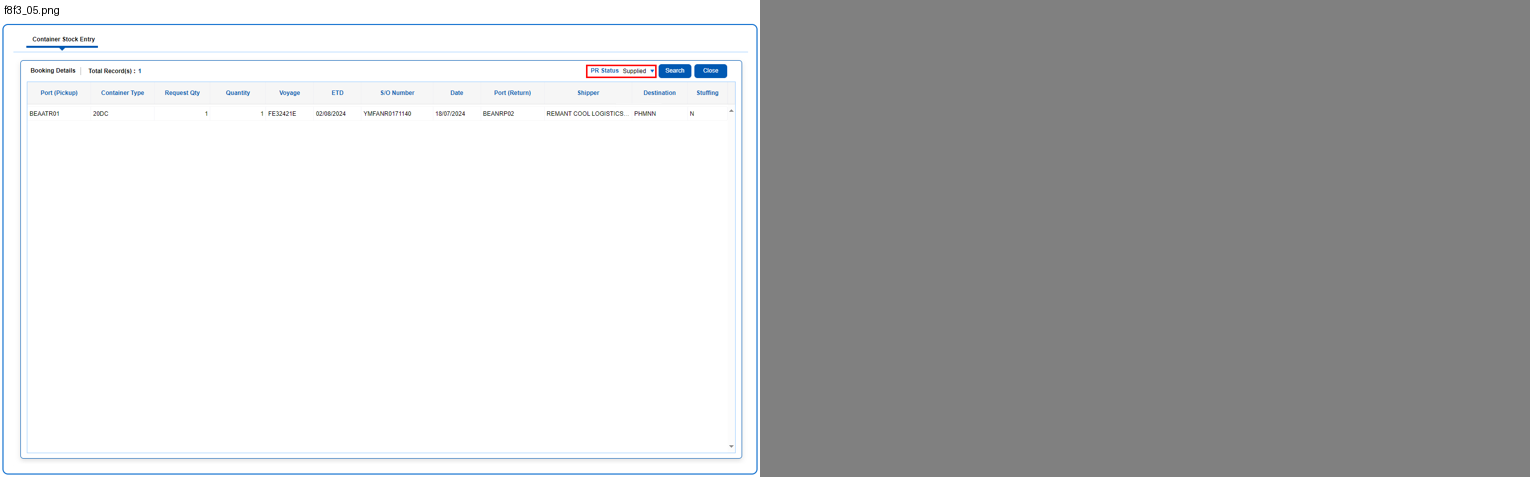 f8f3_05.png
Container Stock Entry
Booking Details | Total Record(s) : 1 PR Status Supplied Search Close
Port (Pickup) Container Type Request Qty Quantity Voyage ETD S/O Number Date Port (Return) Shipper Destination Stuffing
BEAATR01 20DC 1 1 FE32421E 02/08/2024 YMFANR0171140 18/07/2024 BEANRP02 REMANT COOL LOGISTICS... PHMNN N